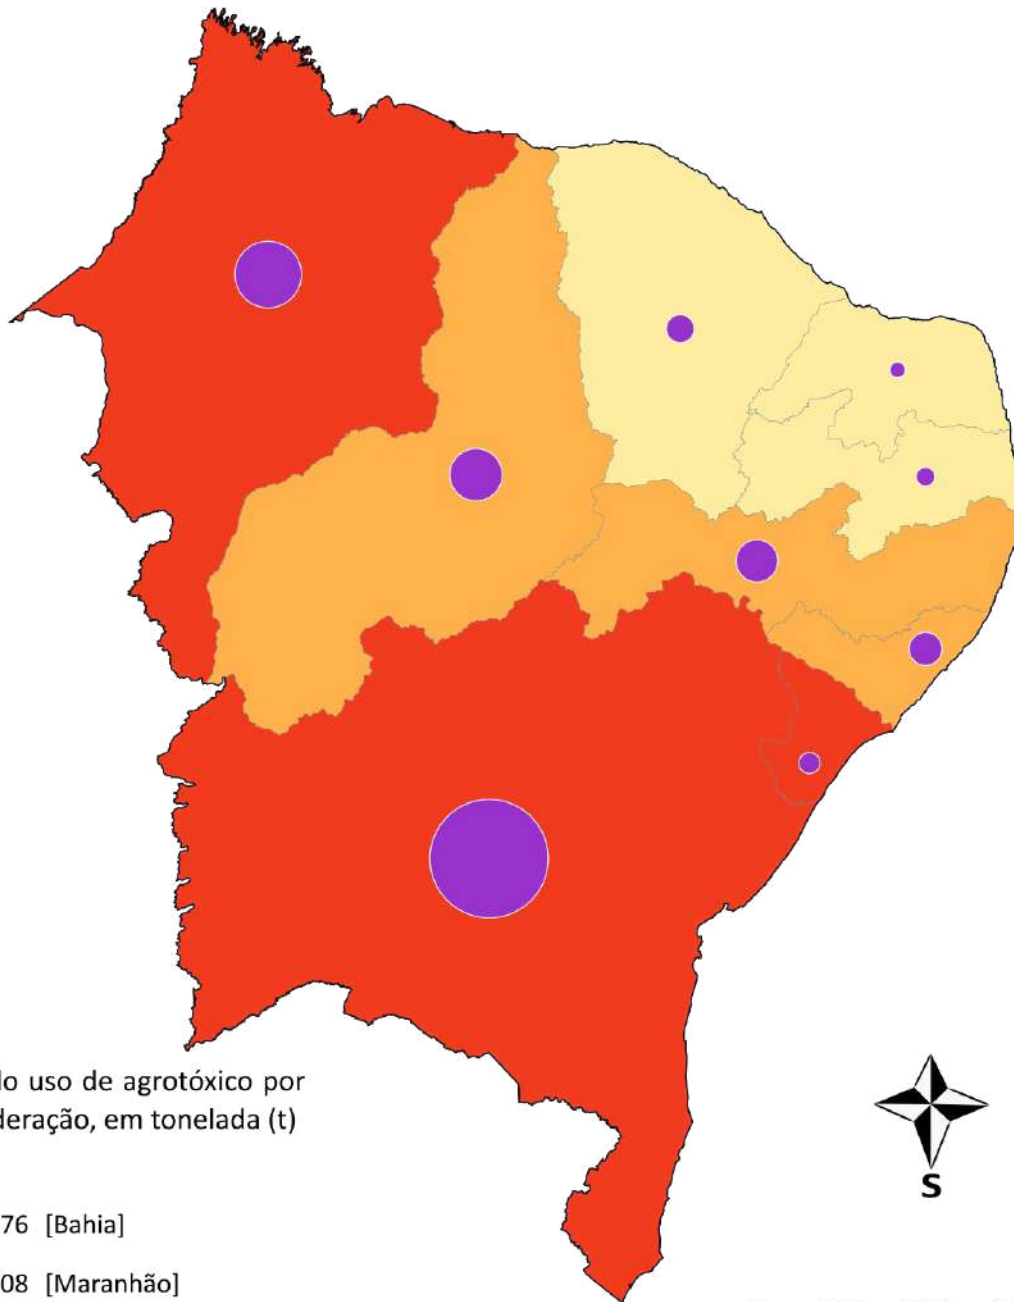 lo uso de agrotóxico por
deração, em tonelada (t)
S
76 [Bahia]
08 [Maranhão]